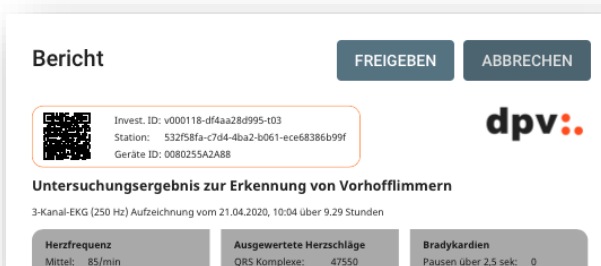 Bericht
FREIGEBEN
ABBRECHEN
Invest. ID: v000118-df4aa28d995-t03
Station: 532f58fa-c7d4-4ba2-b061-ece68386b99f
Geräte ID: 0080255A2A88
dpv:.
Untersuchungsergebnis zur Erkennung von Vorhofflimmern
3-Kanal-EKG (250 Hz) Aufzeichnung vom 21.04.2020, 10:04 über 9.29 Stunden
Herzfrequenz
Mittel: 85/min
Ausgewertete Herzschläge
QRS Komplexe: 47550
Bradykardien
Pausen über 2,5 sek: 0